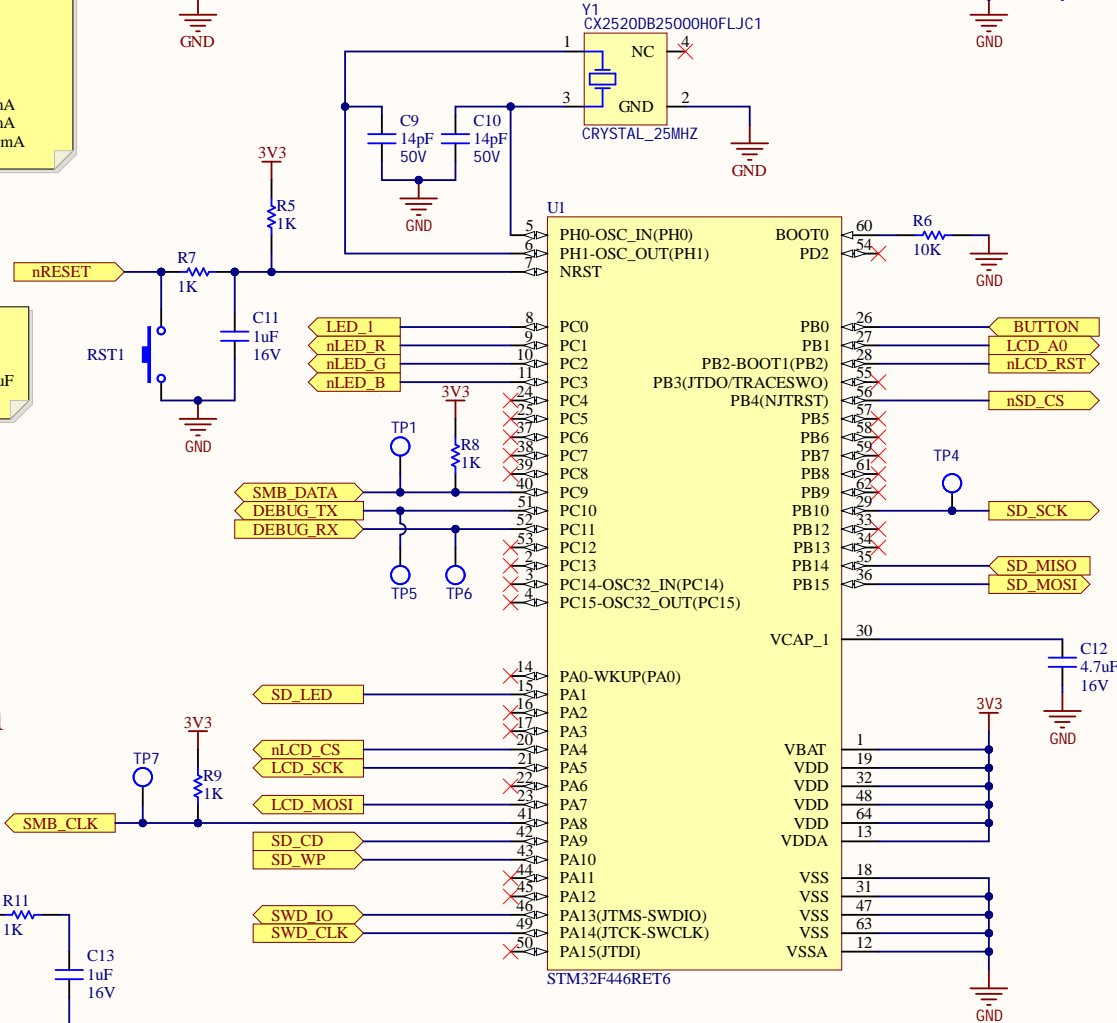 Y1
CX2520DB25000H0FLJC1
GND
GND
1
NC
4
3
GND
2
CRYSTAL_25MHZ
GND
mA
C9
14pF
50V
C10
14pF
50V
GND
3V3
R5
1K
nRESET
R7
1K
C11
1uF
16V
RST1
GND
uF
U1
5
PH0-OSC_IN(PH0)
6
PH1-OSC_OUT(PH1)
7
NRST
BOOT0
60
R6
10K
GND
PD2
54
LED_1
8
PC0
nLED_R
9
PC1
nLED_G
10
PC2
nLED_B
11
PC3
24
PC4
25
PC5
37
PC6
38
PC7
39
PC8
3V3
R8
1K
TP1
SMB_DATA
40
PC9
DEBUG_TX
51
PC10
DEBUG_RX
52
PC11
53
PC12
2
PC13
3
PC14-OSC32_IN(PC14)
4
PC15-OSC32_OUT(PC15)
TP5
TP6
PB0
26
BUTTON
PB1
27
LCD_A0
PB2-BOOT1(PB2)
28
nLCD_RST
PB3(JTDO/TRACESWO)
55
PB4(NJTRST)
56
nSD_CS
PB5
57
PB6
58
PB7
59
PB8
61
PB9
62
TP4
PB10
29
SD_SCK
PB12
33
PB13
34
PB14
35
SD_MISO
PB15
36
SD_MOSI
VCAP_1
30
C12
4.7uF
16V
GND
14
PA0-WKUP(PA0)
SD_LED
15
PA1
16
PA2
17
PA3
nLCD_CS
20
PA4
LCD_SCK
21
PA5
22
PA6
LCD_MOSI
23
PA7
TP7
3V3
R9
1K
SMB_CLK
41
PA8
SD_CD
42
PA9
SD_WP
43
PA10
44
PA11
45
PA12
SWD_IO
46
PA13(JTMS-SWDIO)
SWD_CLK
49
PA14(JTCK-SWCLK)
50
PA15(JTDI)
3V3
VBAT
1
VDD
19
VDD
32
VDD
48
VDD
64
VDDA
13
VSS
18
VSS
31
VSS
47
VSS
63
VSSA
12
GND
STM32F446RET6
R11
1K
C13
1uF
16V